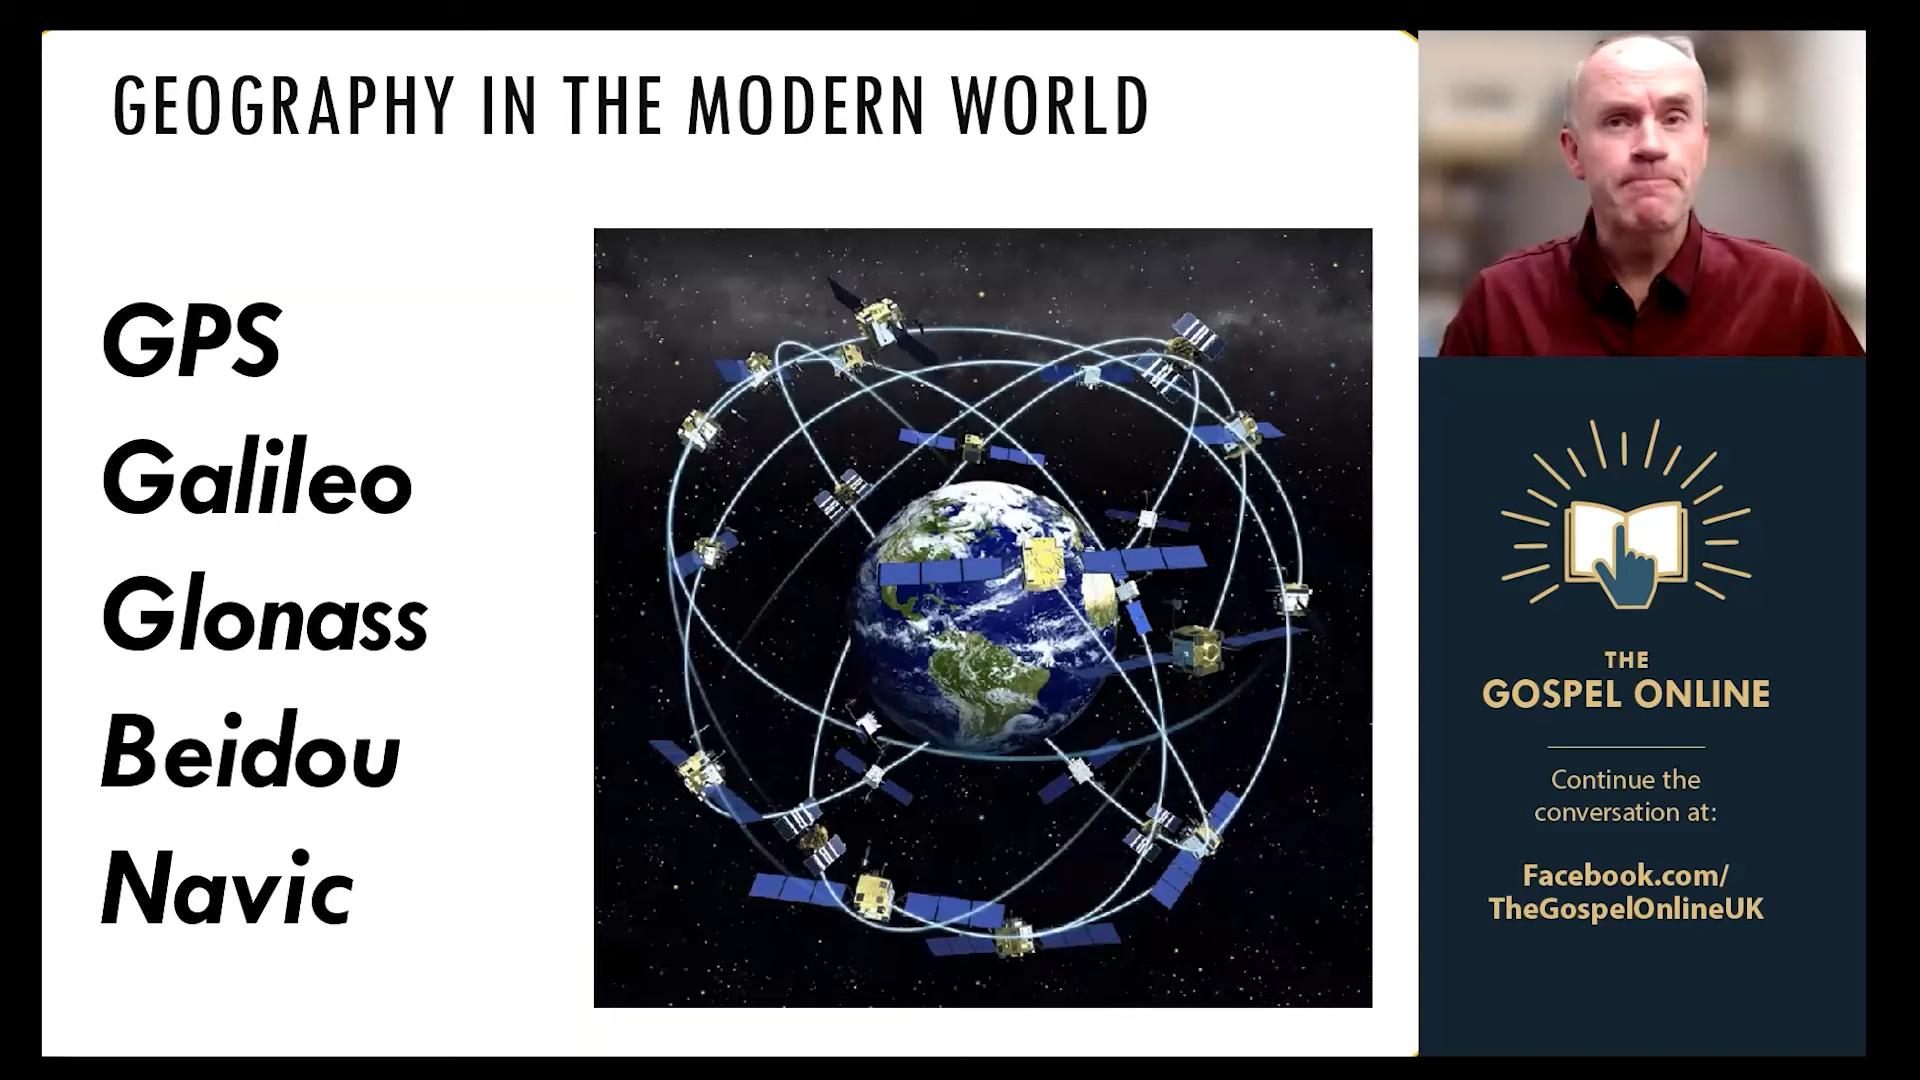 GEOGRAPHY IN THE MODERN WORLD
GPS
Galileo
Glonass
Beidou
Navic
THE
GOSPEL ONLINE
Continue the
conversation at:
Facebook.com/
TheGospelOnlineUK